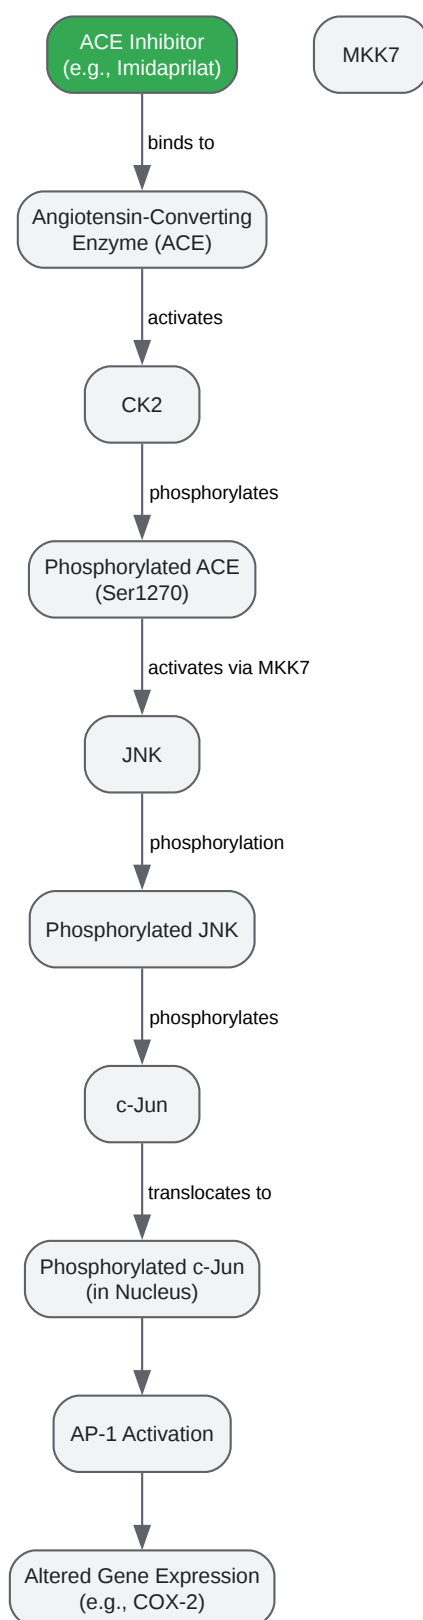 ACE Inhibitor
(e.g., Imidaprilat)
MKK7
binds to
Angiotensin-Converting
Enzyme (ACE)
activates
CK2
phosphorylates
Phosphorylated ACE
(Ser1270)
activates via MKK7
JNK
phosphorylation
Phosphorylated JNK
phosphorylates
c-Jun
translocates to
Phosphorylated c-Jun
(in Nucleus)
AP-1 Activation
Altered Gene Expression
(e.g., COX-2)